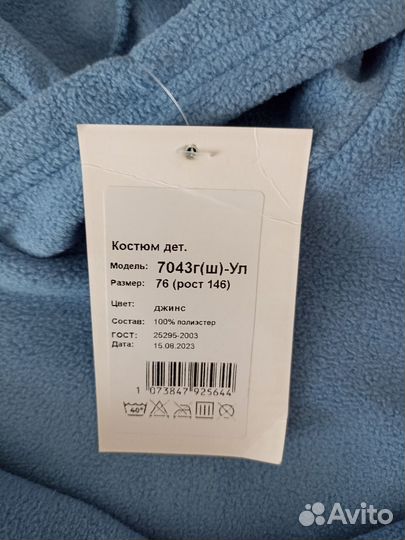 Костюм дет.
Модель: 7043г(ш)-Ул
Размер: 76 (рост 146)
Цвет: джинс
Состав: 100% полиэстер
ГОСТ: 25295-2003
Дата: 15.08.2023
1 073847 925644
40°
Avito